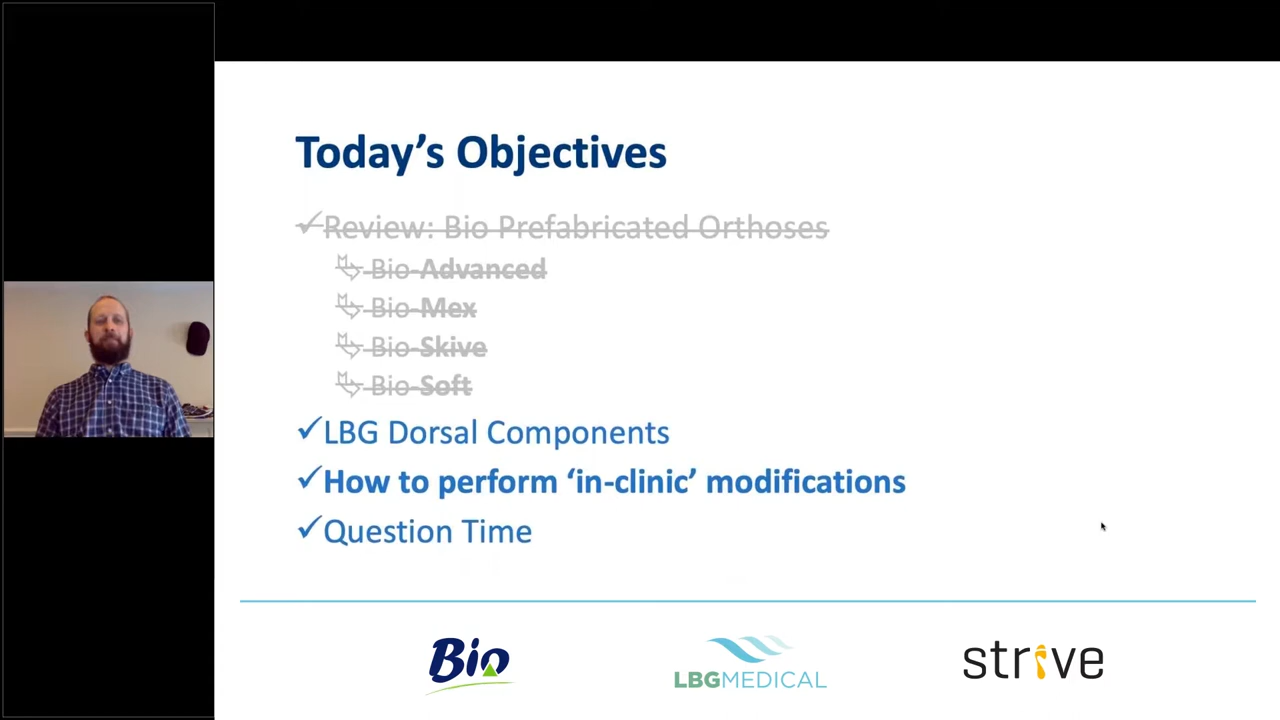 Today's Objectives
✓Review: Bio Prefabricated Orthoses
Bio-Advanced
Bio-Mex
Bio-Skive
Bio-Soft
✓LBG Dorsal Components
✓How to perform ‘in-clinic’ modifications
✓Question Time
Bio
LBGMEDICAL
strive